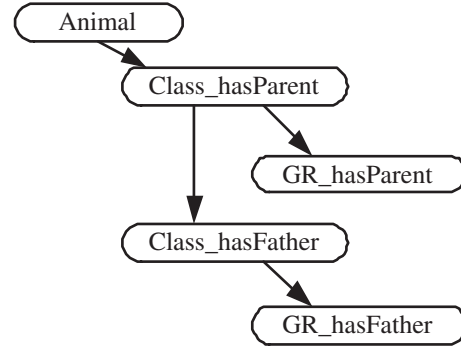 Animal
Class_hasParent
GR_hasParent
Class_hasFather
GR_hasFather